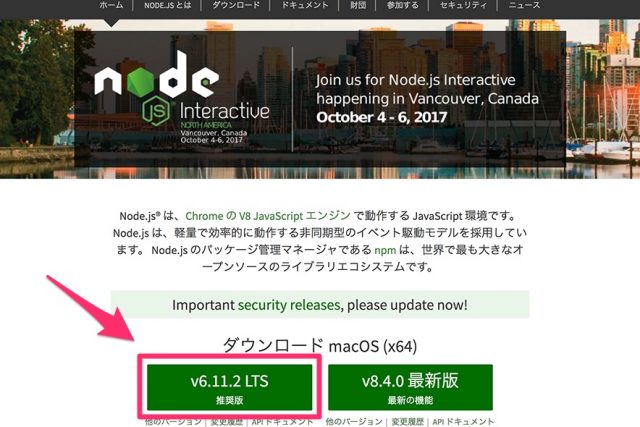 ホーム | NODE.JS とは | ダウンロード | ドキュメント | 財団 | 参加する | セキュリティ | ニュース
node
JS
Interactive
NORTH AMERICA
Vancouver, Canada
October 4-6, 2017
Join us for Node.js Interactive
happening in Vancouver, Canada
October 4 - 6, 2017
Node.js® は、Chrome の V8 JavaScript エンジン で動作する JavaScript 環境です。
Node.js は、軽量で効率的に動作する非同期型のイベント駆動モデルを採用してい
ます。 Node.js のパッケージ管理マネージャである npm は、世界で最も大きなオ
ープンソースのライブラリエコシステムです。
Important security releases, please update now!
ダウンロード macOS (x64)
v6.11.2 LTS
推奨版
v8.4.0 最新版
最新の機能
他のバージョン | 変更履歴 | API ドキュメント
他のバージョン | 変更履歴 | API ドキュメント